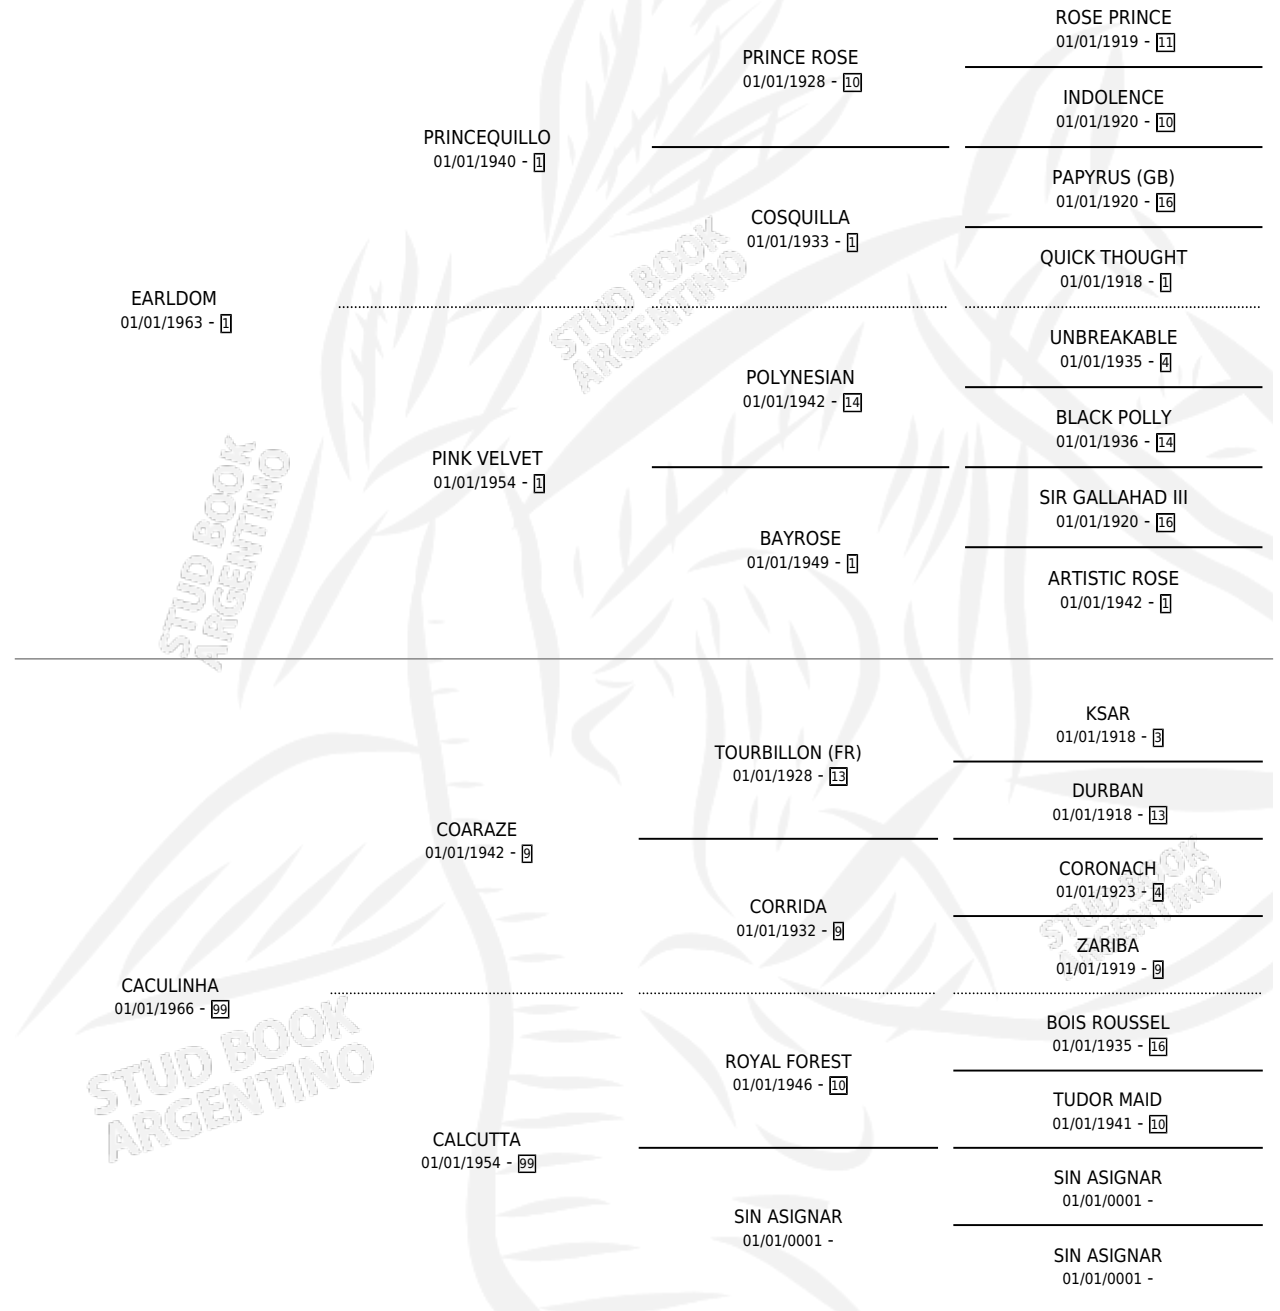 ROSE PRINCE
01/01/1919 - 11
PRINCE ROSE
01/01/1928 - 10
INDOLENCE
01/01/1920 - 10
PRINCEQUILLO
01/01/1940 - 1
PAPYRUS (GB)
01/01/1920 - 16
COSQUILLA
01/01/1933 - 1
QUICK THOUGHT
01/01/1918 - 1
EARLDOM
01/01/1963 - 1
STUD BOOK
ARGENTINO
UNBREAKABLE
01/01/1935 - 4
POLYNESIAN
01/01/1942 - 14
BLACK POLLY
01/01/1936 - 14
PINK VELVET
01/01/1954 - 1
SIR GALLAHAD III
01/01/1920 - 16
BAYROSE
01/01/1949 - 1
ARTISTIC ROSE
01/01/1942 - 1
STUD BOOK
ARGENTINO
KSAR
01/01/1918 - 3
TOURBILLON (FR)
01/01/1928 - 13
DURBAN
01/01/1918 - 13
COARAZE
01/01/1942 - 9
CORONACH
01/01/1923 - 4
CORRIDA
01/01/1932 - 9
ZARIBA
01/01/1919 - 9
STUD BOOK
ARGENTINO
CACULINHA
01/01/1966 - 99
BOIS ROUSSEL
01/01/1935 - 16
ROYAL FOREST
01/01/1946 - 10
TUDOR MAID
01/01/1941 - 10
STUD BOOK
ARGENTINO
CALCUTTA
01/01/1954 - 99
SIN ASIGNAR
01/01/0001 -
SIN ASIGNAR
01/01/0001 -
SIN ASIGNAR
01/01/0001 -